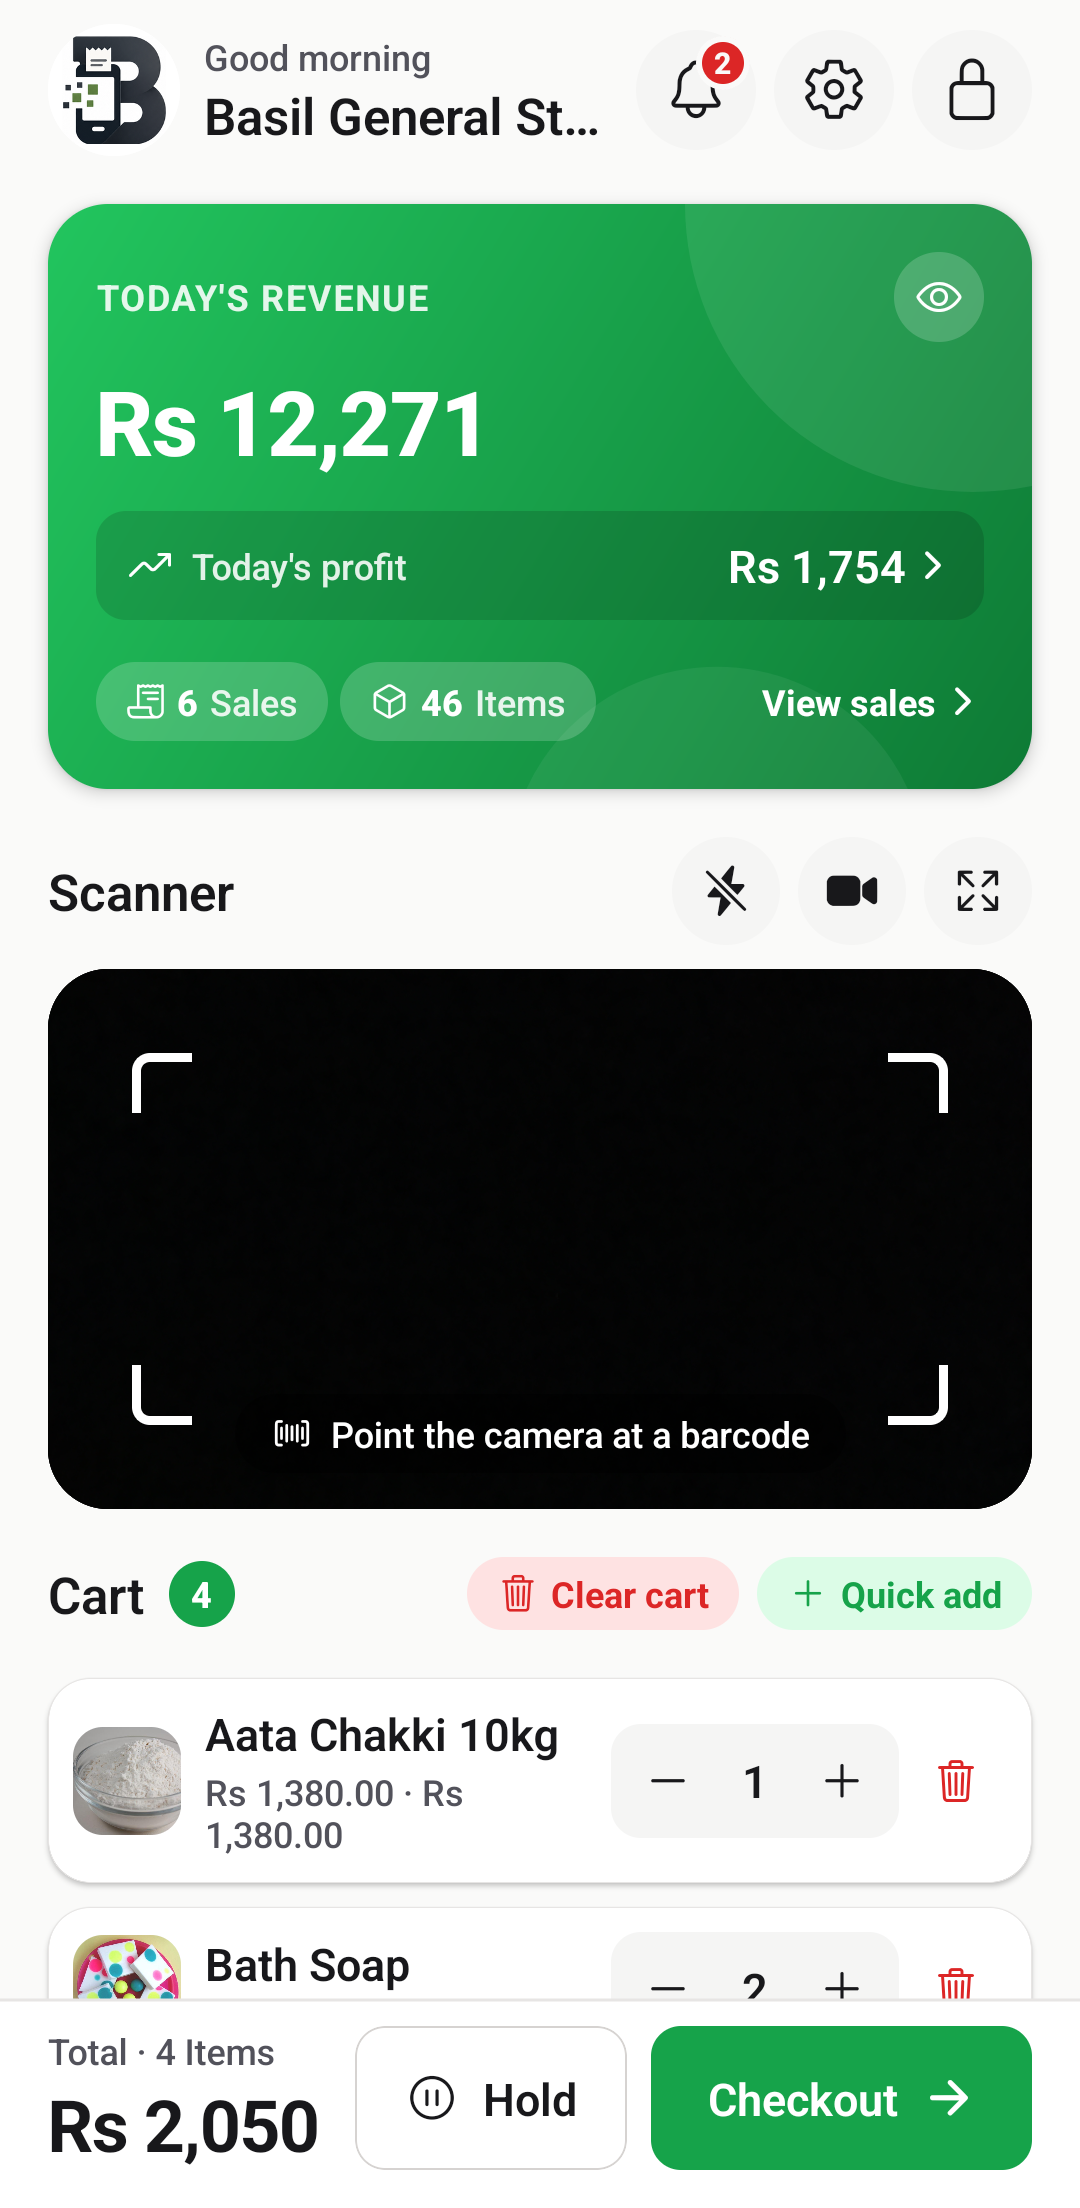 Good morning
Basil General St...
2
TODAY'S REVENUE
Rs 12,271
Today's profit
Rs 1,754
6 Sales
46 Items
View sales
Scanner
Point the camera at a barcode
Cart
4
Clear cart
Quick add
Aata Chakki 10kg
Rs 1,380.00 · Rs
1,380.00
1
Bath Soap
2
Total · 4 Items
Rs 2,050
Hold
Checkout